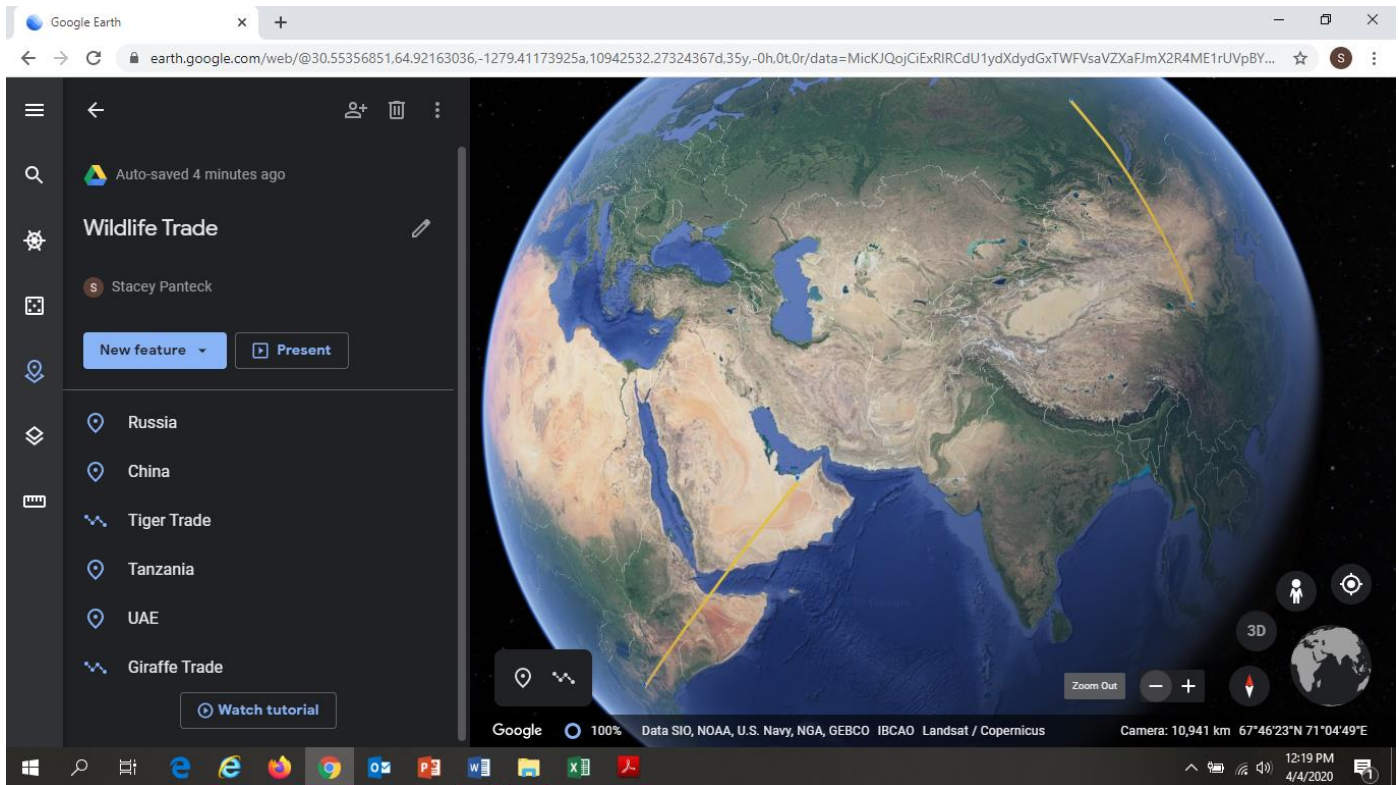 Google Earth
earth.google.com/web/@30.55356851,64.92163036,-1279.41173925a,10942532.27324367d,35y,-0h,0t,0r/data=MicKJQojCiExRlRCdU1ydXdydGxTWFVsaVZXaFJmX2R4ME1rUVpBY...
S
Auto-saved 4 minutes ago
Wildlife Trade
S Stacey Panteck
New feature
Present
Russia
China
Tiger Trade
Tanzania
UAE
Giraffe Trade
Watch tutorial
3D
Zoom Out
Google 100% Data SIO, NOAA, U.S. Navy, NGA, GEBCO IBCAO Landsat / Copernicus Camera: 10,941 km 67°46'23"N 71°04'49"E
12:19 PM
4/4/2020
1